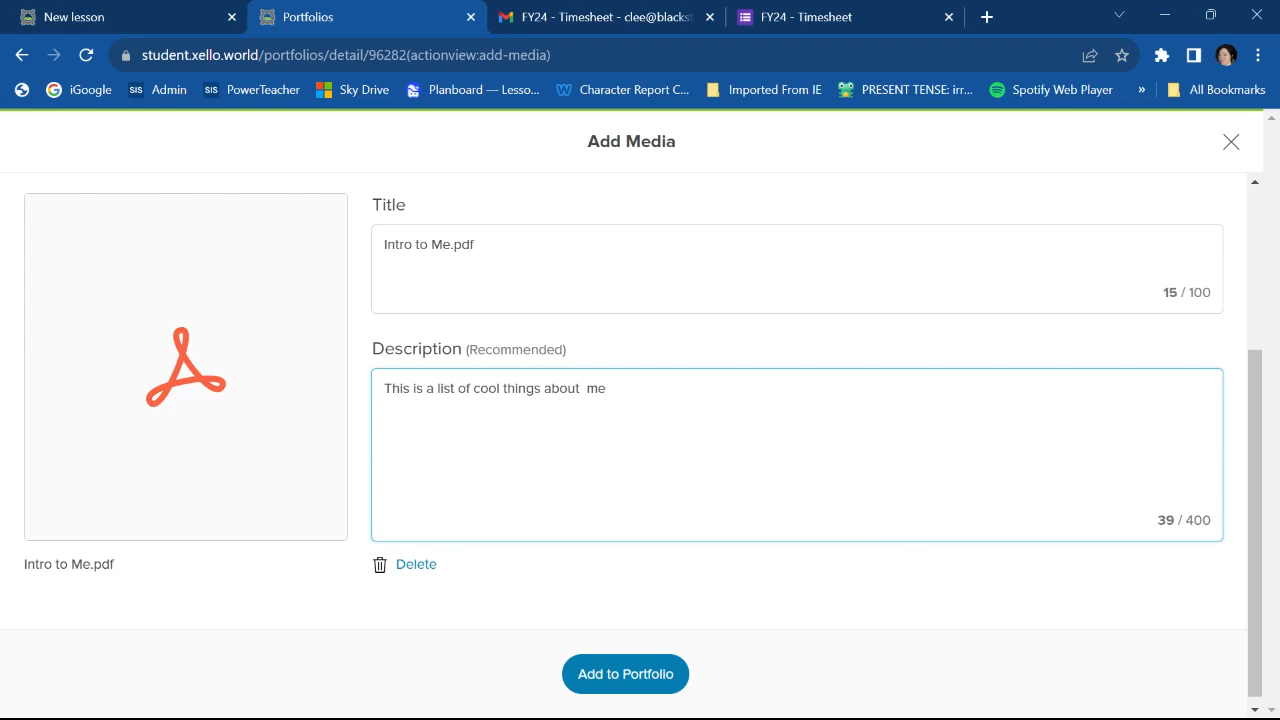 New lesson
Portfolios
FY24 - Timesheet - clee@blackst
FY24 - Timesheet
student.xello.world/portfolios/detail/96282(actionview:add-media)
iGoogle
SIS Admin
SIS PowerTeacher
Sky Drive
Planboard — Lesso...
Character Report C...
Imported From IE
PRESENT TENSE: irr...
Spotify Web Player
»
All Bookmarks
Add Media
Title
Intro to Me.pdf
15 / 100
Description (Recommended)
This is a list of cool things about  me
39 / 400
Intro to Me.pdf
Delete
Add to Portfolio